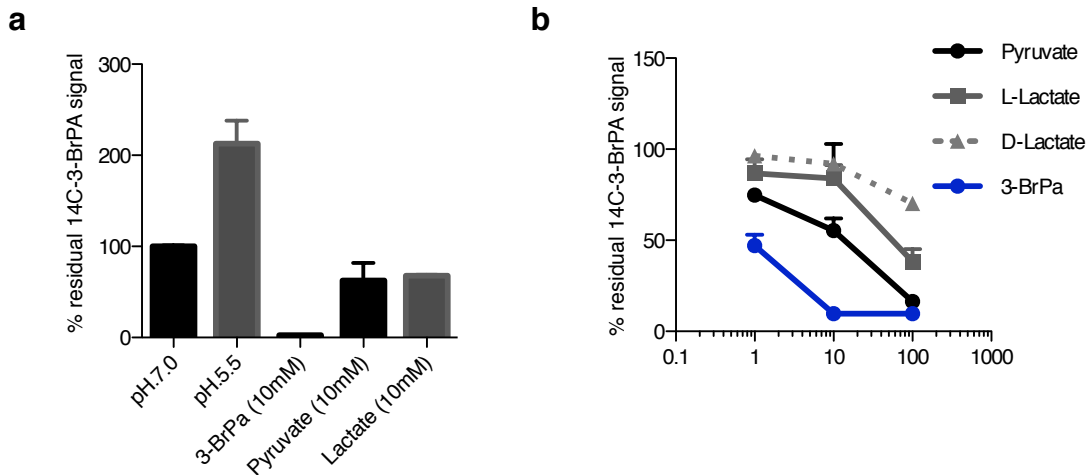 a
% residual 14C-3-BrPA signal
300
200
100
0
pH.7.0
pH.5.5
3-BrPa (10mM)
Pyruvate (10mM)
Lactate (10mM)
b
% residual 14C-3-BrPA signal
150
100
50
0
0.1
1
10
100
1000
Pyruvate
L-Lactate
D-Lactate
3-BrPa